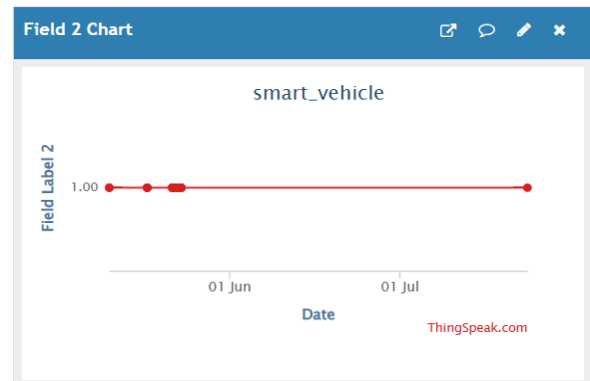 Field 2 Chart
smart_vehicle
Field Label 2
1.00
01 Jun 01 Jul
Date
ThingSpeak.com